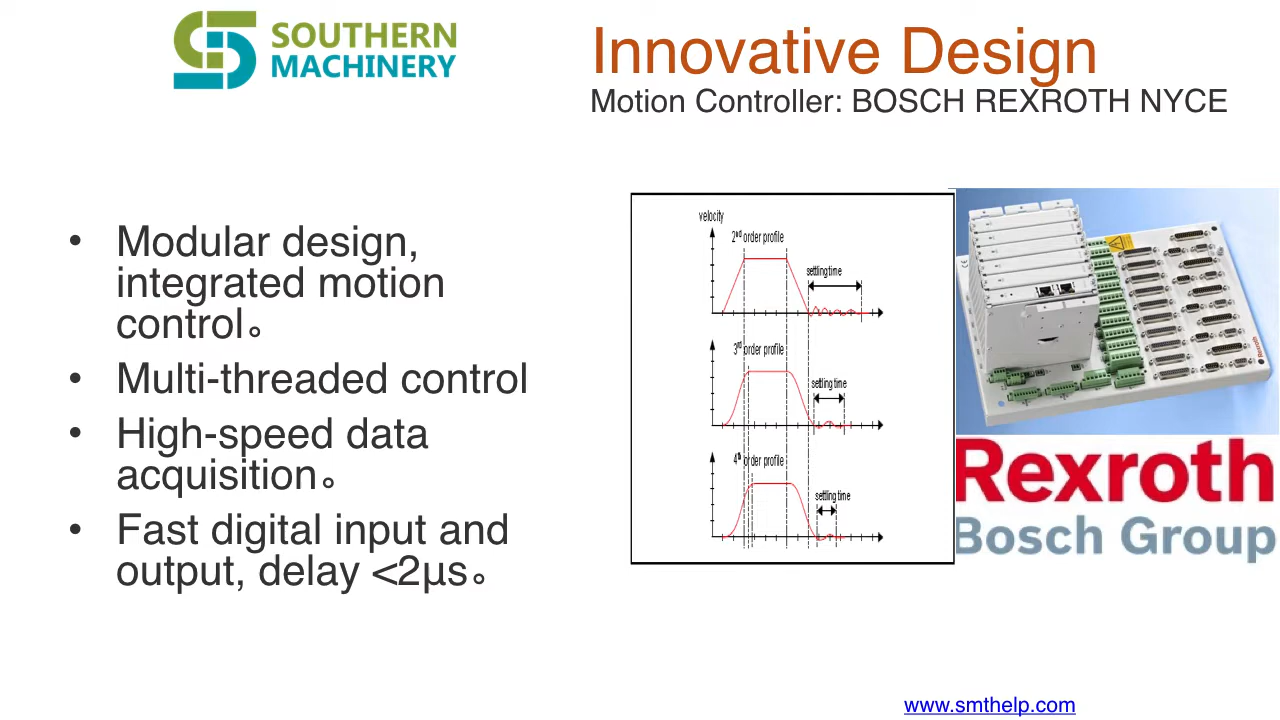 SOUTHERN
MACHINERY
Innovative Design
Motion Controller: BOSCH REXROTH NYCE
• Modular design,
integrated motion
control。
• Multi-threaded control
• High-speed data
acquisition。
• Fast digital input and
output, delay <2µs。
velocity
2nd order profile
settling time
3rd order profile
settling time
4th order profile
settling time
Rexroth
Rexroth
Bosch Group
www.smthelp.com